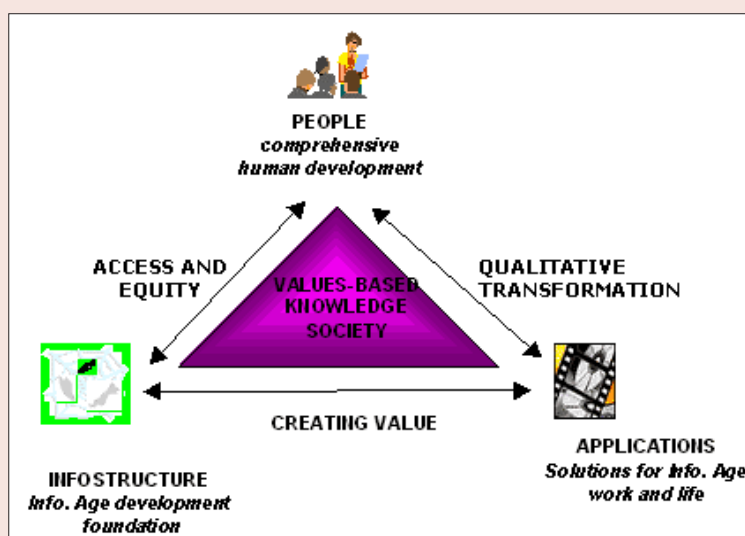 PEOPLE
comprehensive
human development
ACCESS AND
EQUITY
QUALITATIVE
TRANSFORMATION
VALUES-BASED
KNOWLEDGE
SOCIETY
CREATING VALUE
INFOSTRUCTURE
Info. Age development
foundation
APPLICATIONS
Solutions for Info. Age
work and life